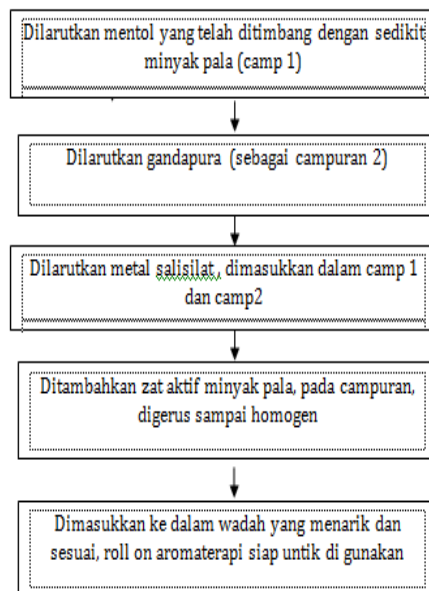 Dilarutkan mentol yang telah ditimbang dengan sedikit
minyak pala (camp 1)
Dilarutkan gandapura (sebagai campuran 2)
Dilarutkan metal salisilat, dimasukkan dalam camp 1
dan camp2
Ditambahkan zat aktif minyak pala, pada campuran,
digerus sampai homogen
Dimasukkan ke dalam wadah yang menarik dan
sesuai, roll on aromaterapi siap untik di gunakan